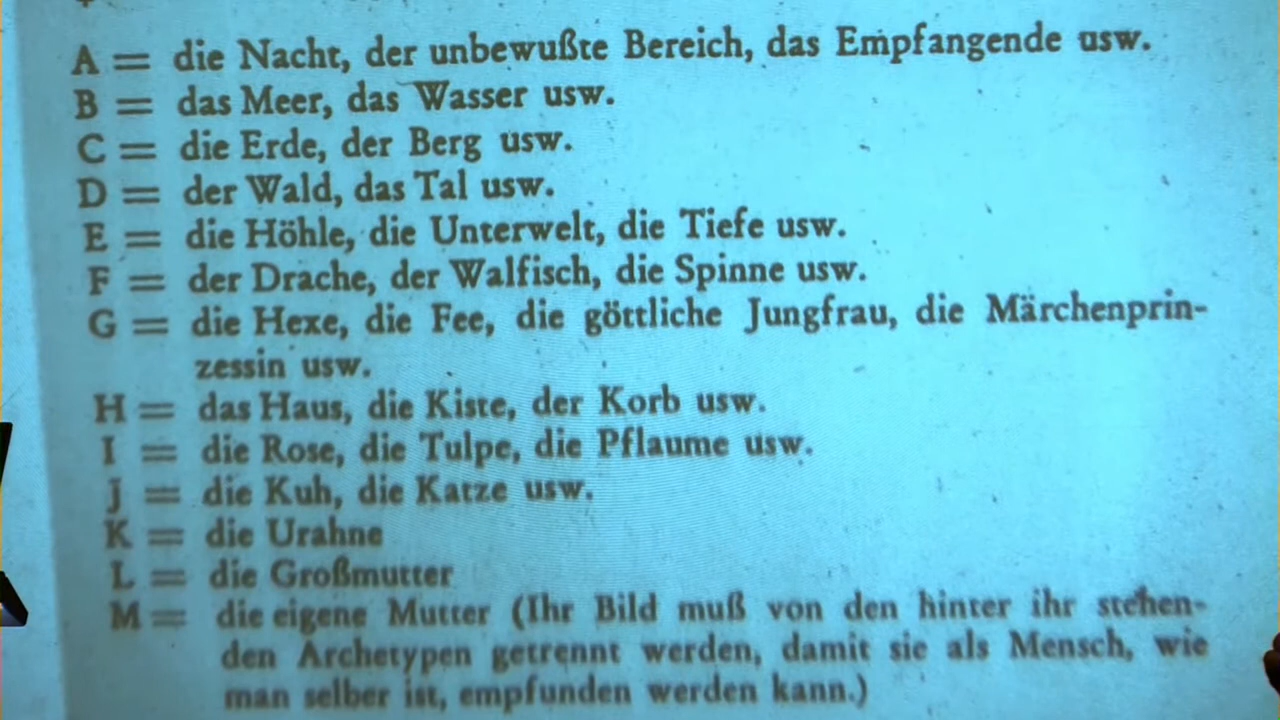 A = die Nacht, der unbewußte Bereich, das Empfangende usw.
B = das Meer, das Wasser usw.
C = die Erde, der Berg usw.
D = der Wald, das Tal usw.
E = die Höhle, die Unterwelt, die Tiefe usw.
F = der Drache, der Walfisch, die Spinne usw.
G = die Hexe, die Fee, die göttliche Jungfrau, die Märchenprin-
zessin usw.
H = das Haus, die Kiste, der Korb usw.
I = die Rose, die Tulpe, die Pflaume usw.
J = die Kuh, die Katze usw.
K = die Urahne
L = die Großmutter
M = die eigene Mutter (Ihr Bild muß von den hinter ihr stehen-
den Archetypen getrennt werden, damit sie als Mensch, wie
man selber ist, empfunden werden kann.)